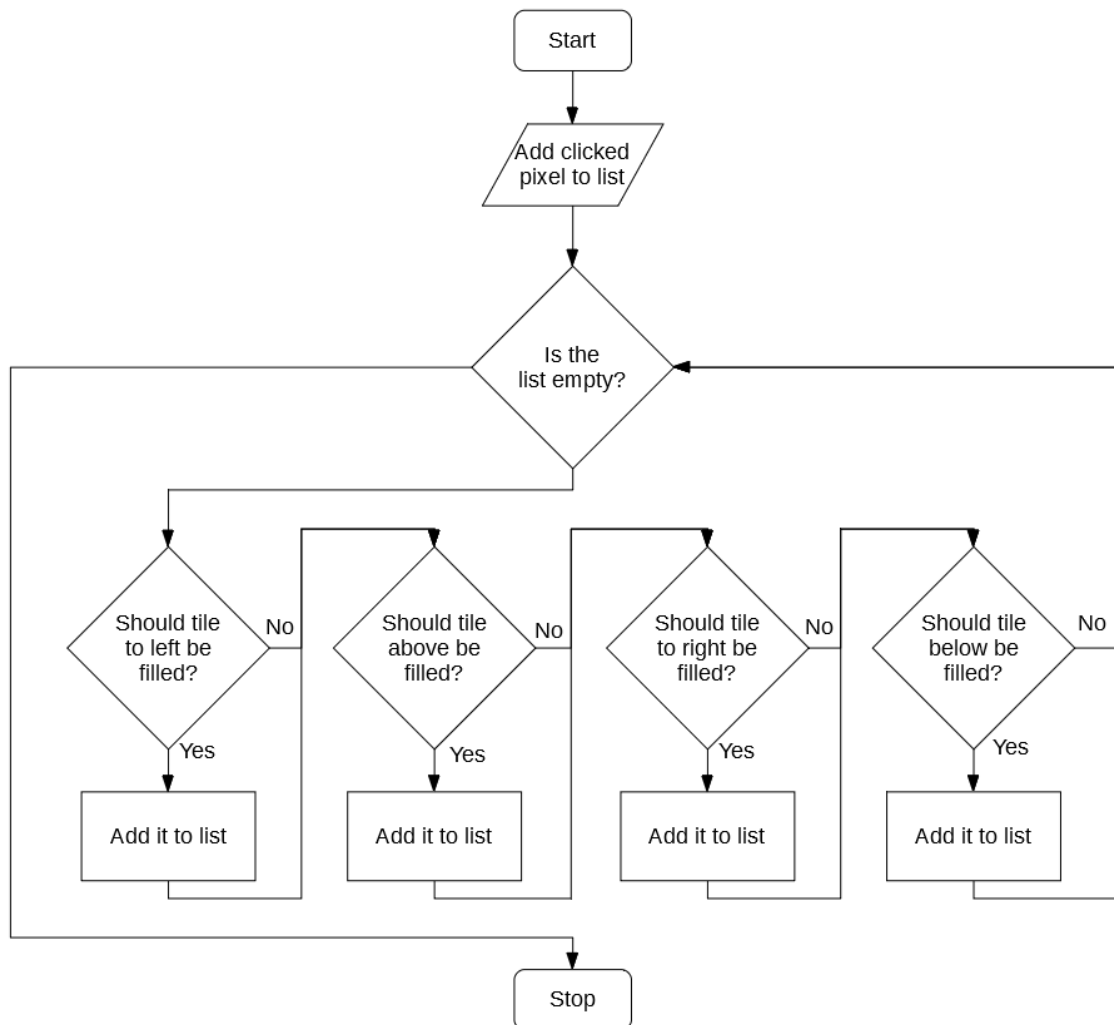 Start
Add clicked
pixel to list
Is the
list empty?
Should tile
to left be
filled?
No
Should tile
above be
filled?
No
Should tile
to right be
filled?
No
Should tile
below be
filled?
No
Yes
Yes
Yes
Yes
Add it to list
Add it to list
Add it to list
Add it to list
Stop